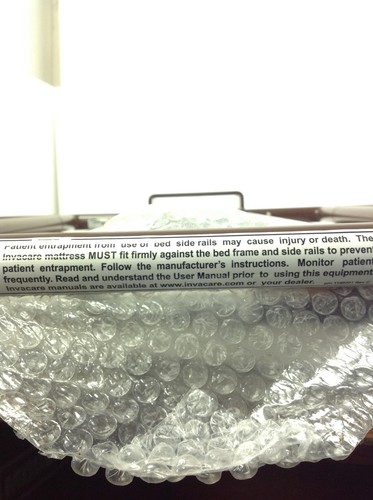 Patient entrapment from use of bed side rails may cause injury or death. The
Invacare mattress MUST fit firmly against the bed frame and side rails to prevent
patient entrapment. Follow the manufacturer's instructions. Monitor patient
frequently. Read and understand the User Manual prior to using this equipment
Invacare manuals are available at www.invacare.com or your dealer.